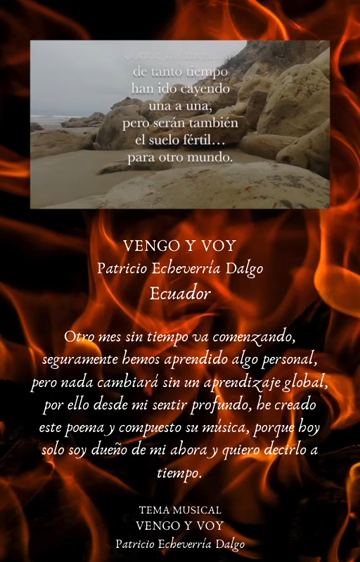 de tanto tiempo
han ido cayendo
una a una,
pero serán también
el suelo fértil...
para otro mundo.
VENGO Y VOY
Patricio Echeverría Dalgo
Ecuador
Otro mes sin tiempo va comenzando,
seguramente hemos aprendido algo personal,
pero nada cambiará sin un aprendizaje global,
por ello desde mi sentir profundo, he creado
este poema y compuesto su música, porque hoy
solo soy dueño de mi ahora y quiero decirlo a
tiempo.
TEMA MUSICAL
VENGO Y VOY
Patricio Echeverría Dalgo